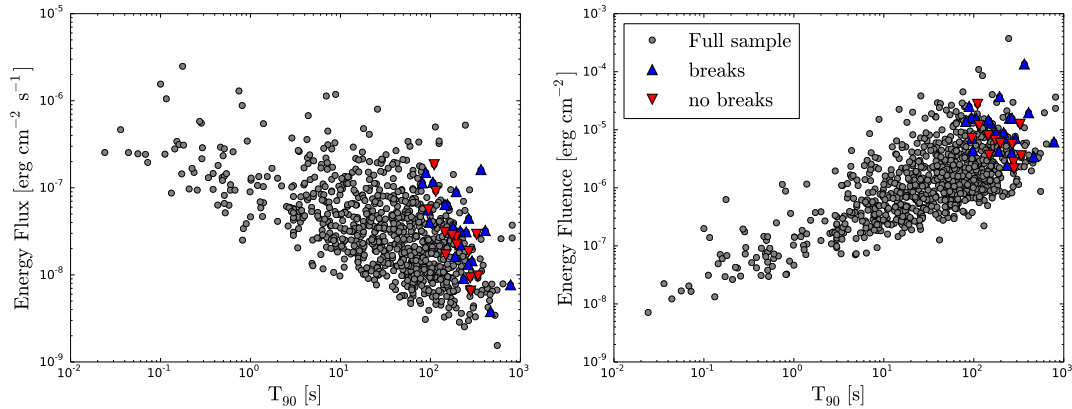 10^-5
10^-6
10^-7
10^-8
10^-9
Energy Flux [erg cm^-2 s^-1]
10^-2 10^-1 10^0 10^1 10^2 10^3
T_90 [s]
10^-3
10^-4
10^-5
10^-6
10^-7
10^-8
10^-9
Energy Fluence [erg cm^-2]
Full sample
breaks
no breaks
10^-2 10^-1 10^0 10^1 10^2 10^3
T_90 [s]